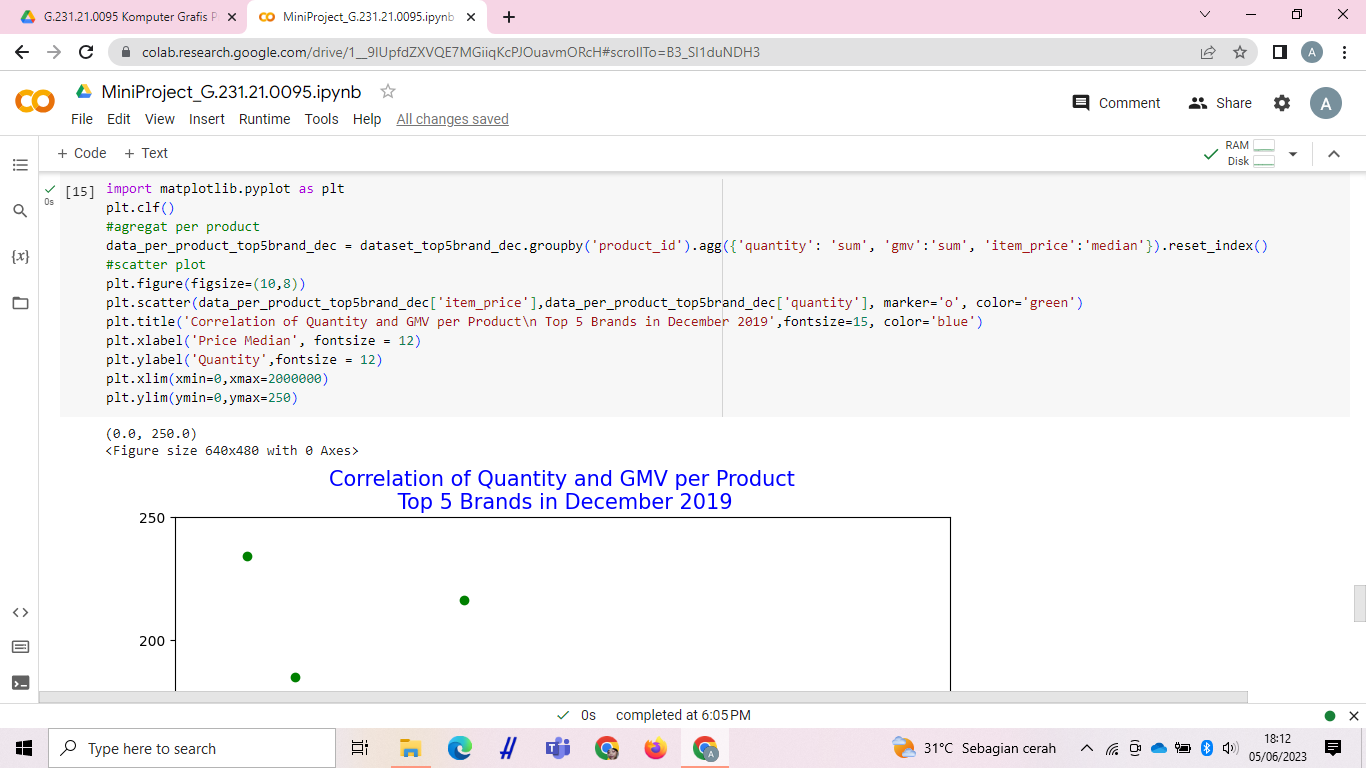 G.231.21.0095 Komputer Grafis P
MiniProject_G.231.21.0095.ipynb
colab.research.google.com/drive/1__9IUpfdZXVQE7MGiiqKcPJOuavmORcH#scrollTo=B3_SI1duNDH3
A
MiniProject_G.231.21.0095.ipynb
File Edit View Insert Runtime Tools Help All changes saved
Comment Share A
+ Code + Text
RAM
Disk
[15] import matplotlib.pyplot as plt
0s
plt.clf()
#agregat per product
data_per_product_top5brand_dec = dataset_top5brand_dec.groupby('product_id').agg({'quantity': 'sum', 'gmv':'sum', 'item_price':'median'}).reset_index()
#scatter plot
plt.figure(figsize=(10,8))
plt.scatter(data_per_product_top5brand_dec['item_price'],data_per_product_top5brand_dec['quantity'], marker='o', color='green')
plt.title('Correlation of Quantity and GMV per Product\n Top 5 Brands in December 2019',fontsize=15, color='blue')
plt.xlabel('Price Median', fontsize = 12)
plt.ylabel('Quantity',fontsize = 12)
plt.xlim(xmin=0,xmax=2000000)
plt.ylim(ymin=0,ymax=250)
(0.0, 250.0)
<Figure size 640x480 with 0 Axes>
Correlation of Quantity and GMV per Product
Top 5 Brands in December 2019
250
200
0s completed at 6:05 PM
Type here to search
31°C Sebagian cerah
18:12
05/06/2023